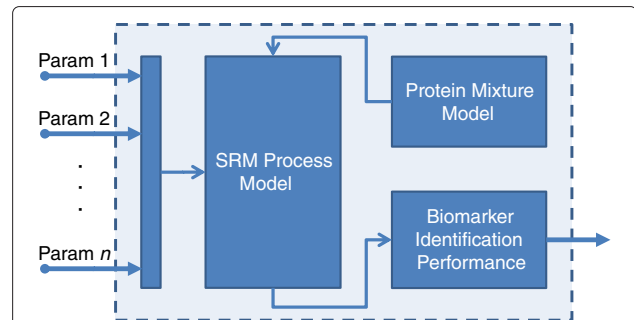 Param 1
Param 2
.
.
.
Param n
SRM Process
Model
Protein Mixture
Model
Biomarker
Identification
Performance